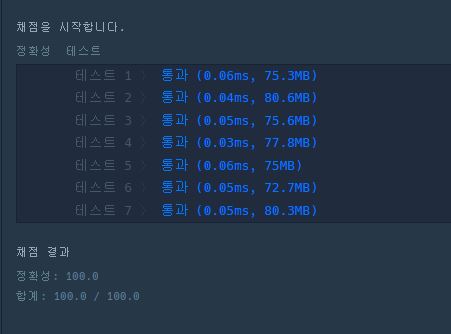 채점을 시작합니다.
정확성 테스트
테스트 1 〉 통과 (0.06ms, 75.3MB)
테스트 2 〉 통과 (0.04ms, 80.6MB)
테스트 3 〉 통과 (0.05ms, 75.6MB)
테스트 4 〉 통과 (0.03ms, 77.8MB)
테스트 5 〉 통과 (0.06ms, 75MB)
테스트 6 〉 통과 (0.05ms, 72.7MB)
테스트 7 〉 통과 (0.05ms, 80.3MB)
채점 결과
정확성: 100.0
합계: 100.0 / 100.0